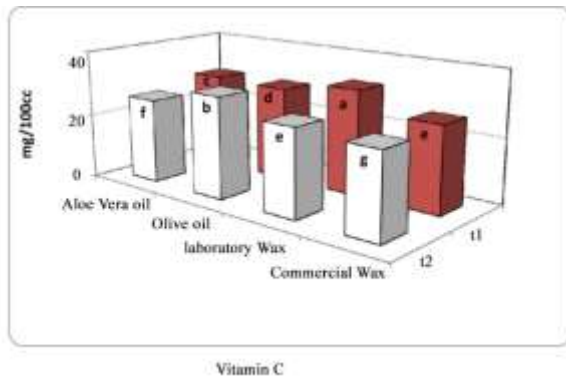 mg/100cc
40
20
0
c
d
a
e
f
b
e
g
Aloe Vera oil
Olive oil
laboratory Wax
Commercial Wax
t2
t1
Vitamin C